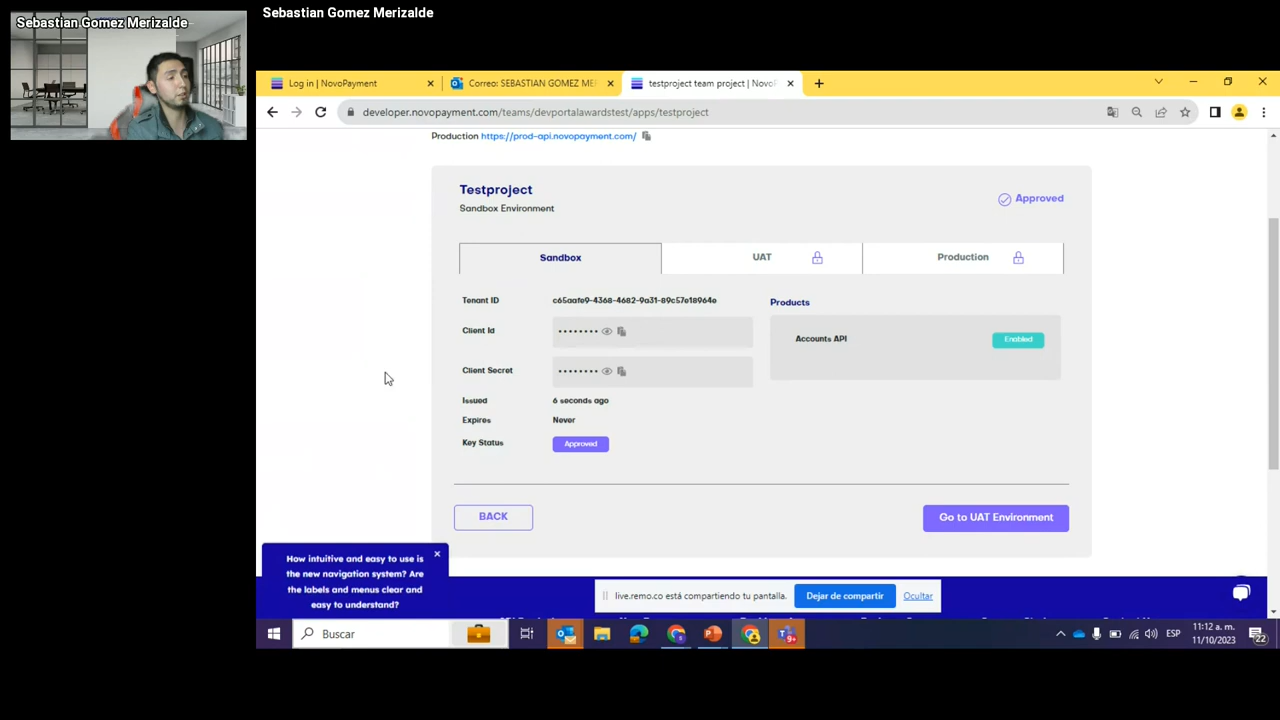 Sebastian Gomez Merizalde
Sebastian Gomez Merizalde
Log in | NovoPayment
Correo: SEBASTIAN GOMEZ MER
testproject team project | NovoP
developer.novopayment.com/teams/devportalawardstest/apps/testproject
Production https://prod-api.novopayment.com/
Testproject
Sandbox Environment
Approved
Sandbox
UAT
Production
Tenant ID
c65aafe9-4368-4682-9a31-89c57e18964e
Products
Client Id
Accounts API
Enabled
Client Secret
Issued
6 seconds ago
Expires
Never
Key Status
Approved
BACK
Go to UAT Environment
How intuitive and easy to use is
the new navigation system? Are
the labels and menus clear and
easy to understand?
live.remo.co está compartiendo tu pantalla.
Dejar de compartir
Ocultar
Buscar
9+
ESP
11:12 a. m.
11/10/2023
22